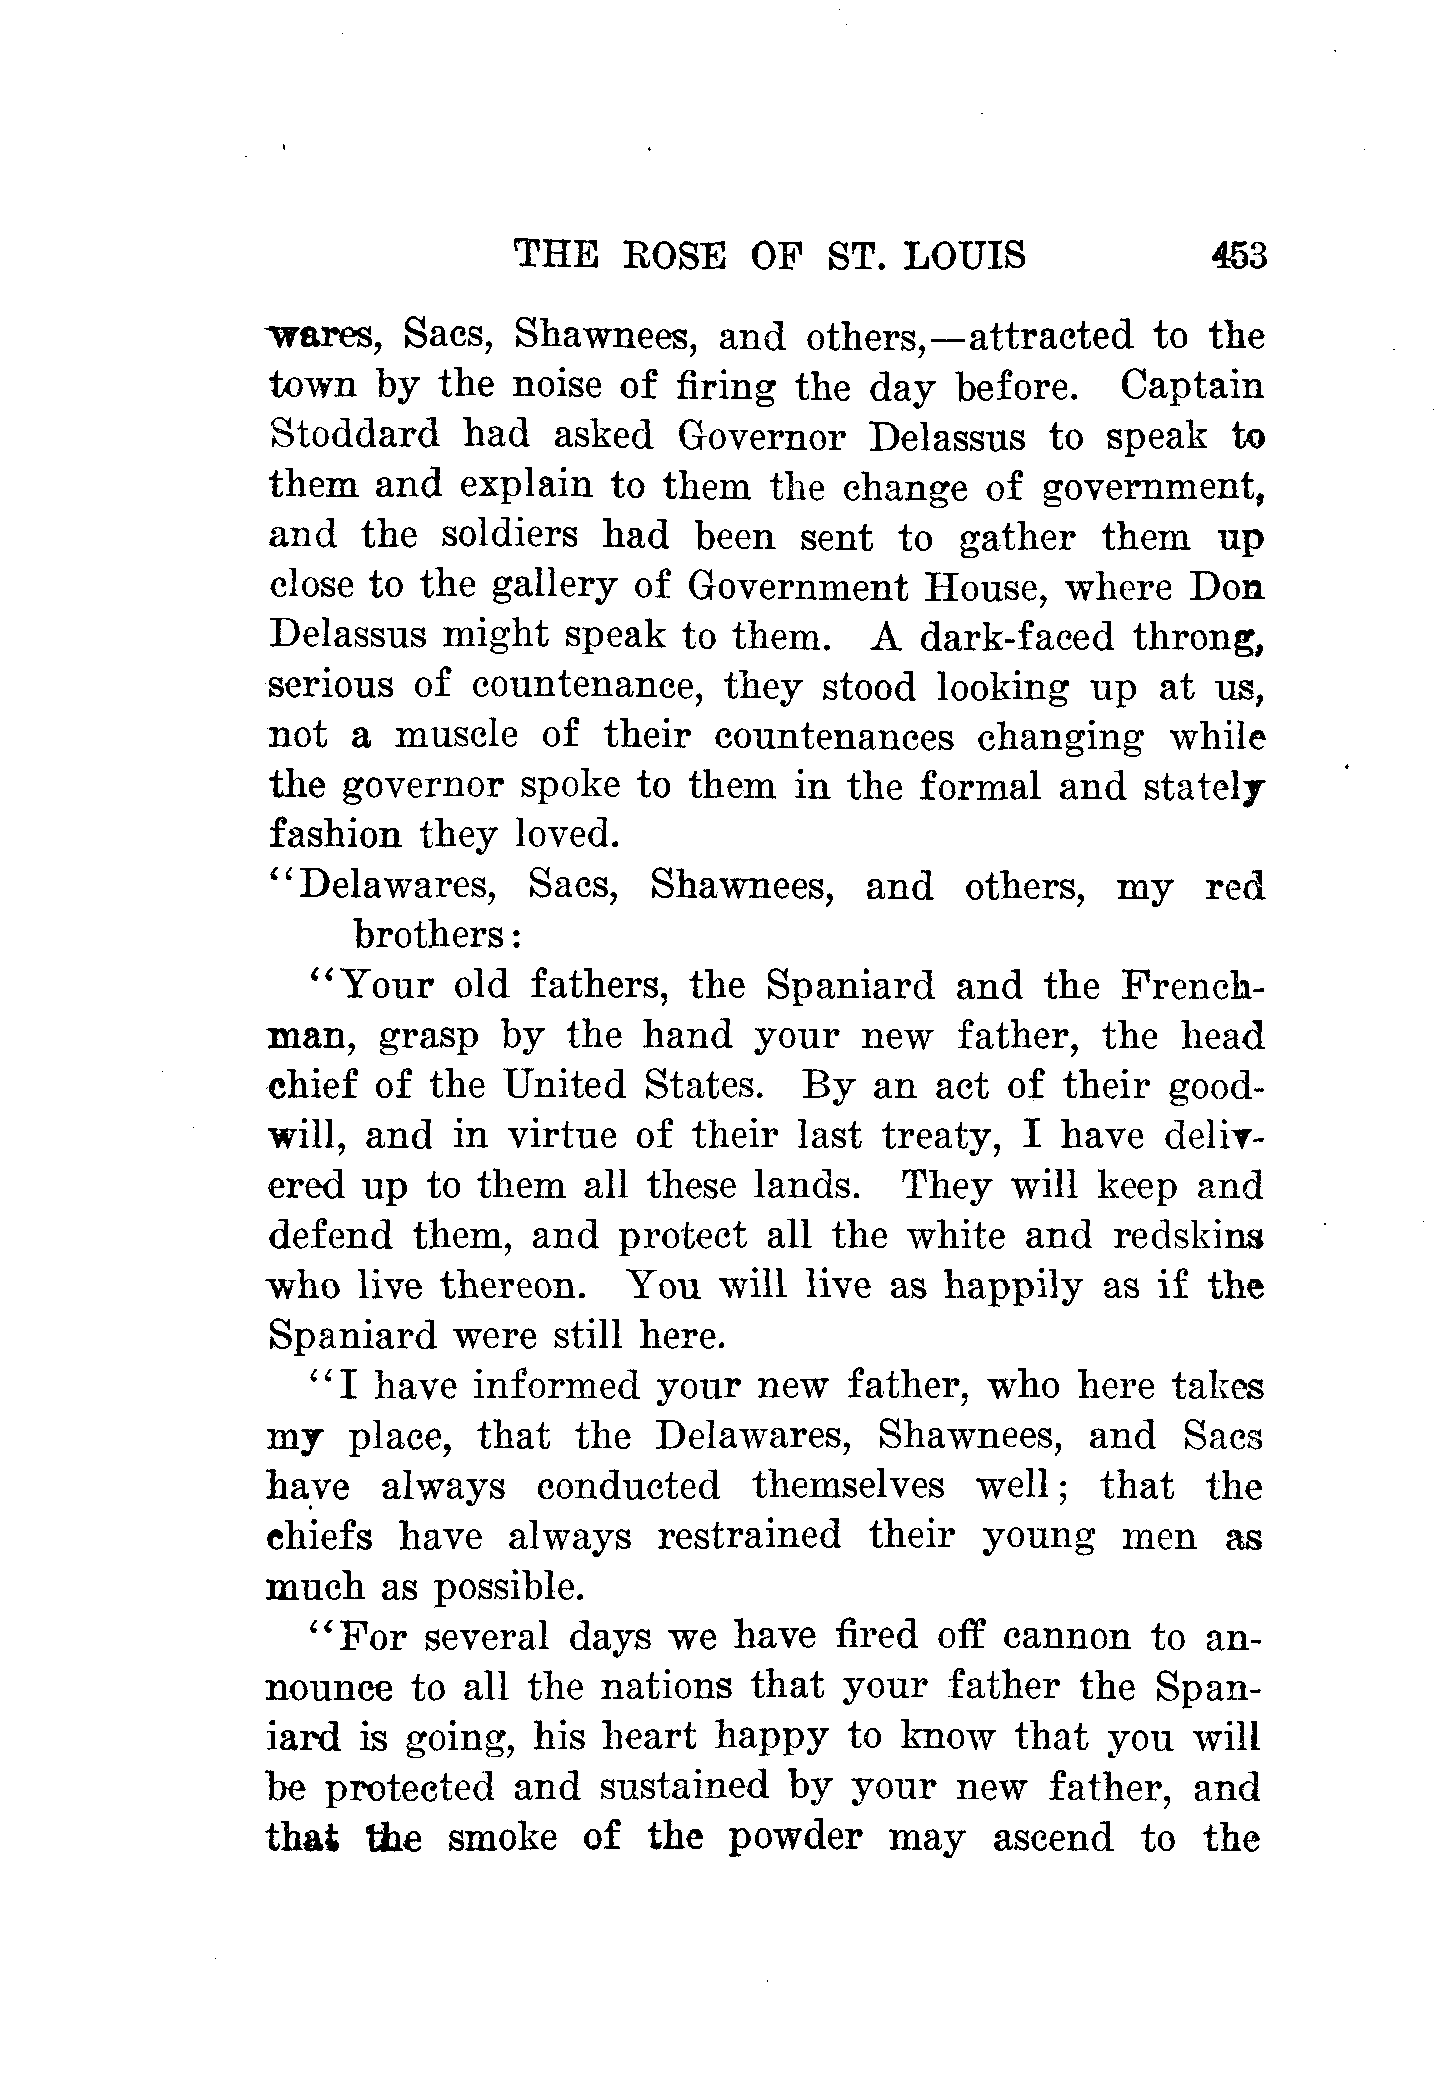 THE ROSE OF ST. LOUIS 453
wares, Sacs, Shawnees, and others,—attracted to the
town by the noise of firing the day before. Captain
Stoddard had asked Governor Delassus to speak to
them and explain to them the change of government,
and the soldiers had been sent to gather them up
close to the gallery of Government House, where Don
Delassus might speak to them. A dark-faced throng,
serious of countenance, they stood looking up at us,
not a muscle of their countenances changing while
the governor spoke to them in the formal and stately
fashion they loved.
"Delawares, Sacs, Shawnees, and others, my red
brothers:
"Your old fathers, the Spaniard and the French-
man, grasp by the hand your new father, the head
chief of the United States. By an act of their good-
will, and in virtue of their last treaty, I have deliv-
ered up to them all these lands. They will keep and
defend them, and protect all the white and redskins
who live thereon. You will live as happily as if the
Spaniard were still here.
"I have informed your new father, who here takes
my place, that the Delawares, Shawnees, and Sacs
have always conducted themselves well; that the
chiefs have always restrained their young men as
much as possible.
"For several days we have fired off cannon to an-
nounce to all the nations that your father the Span-
iard is going, his heart happy to know that you will
be protected and sustained by your new father, and
that the smoke of the powder may ascend to the